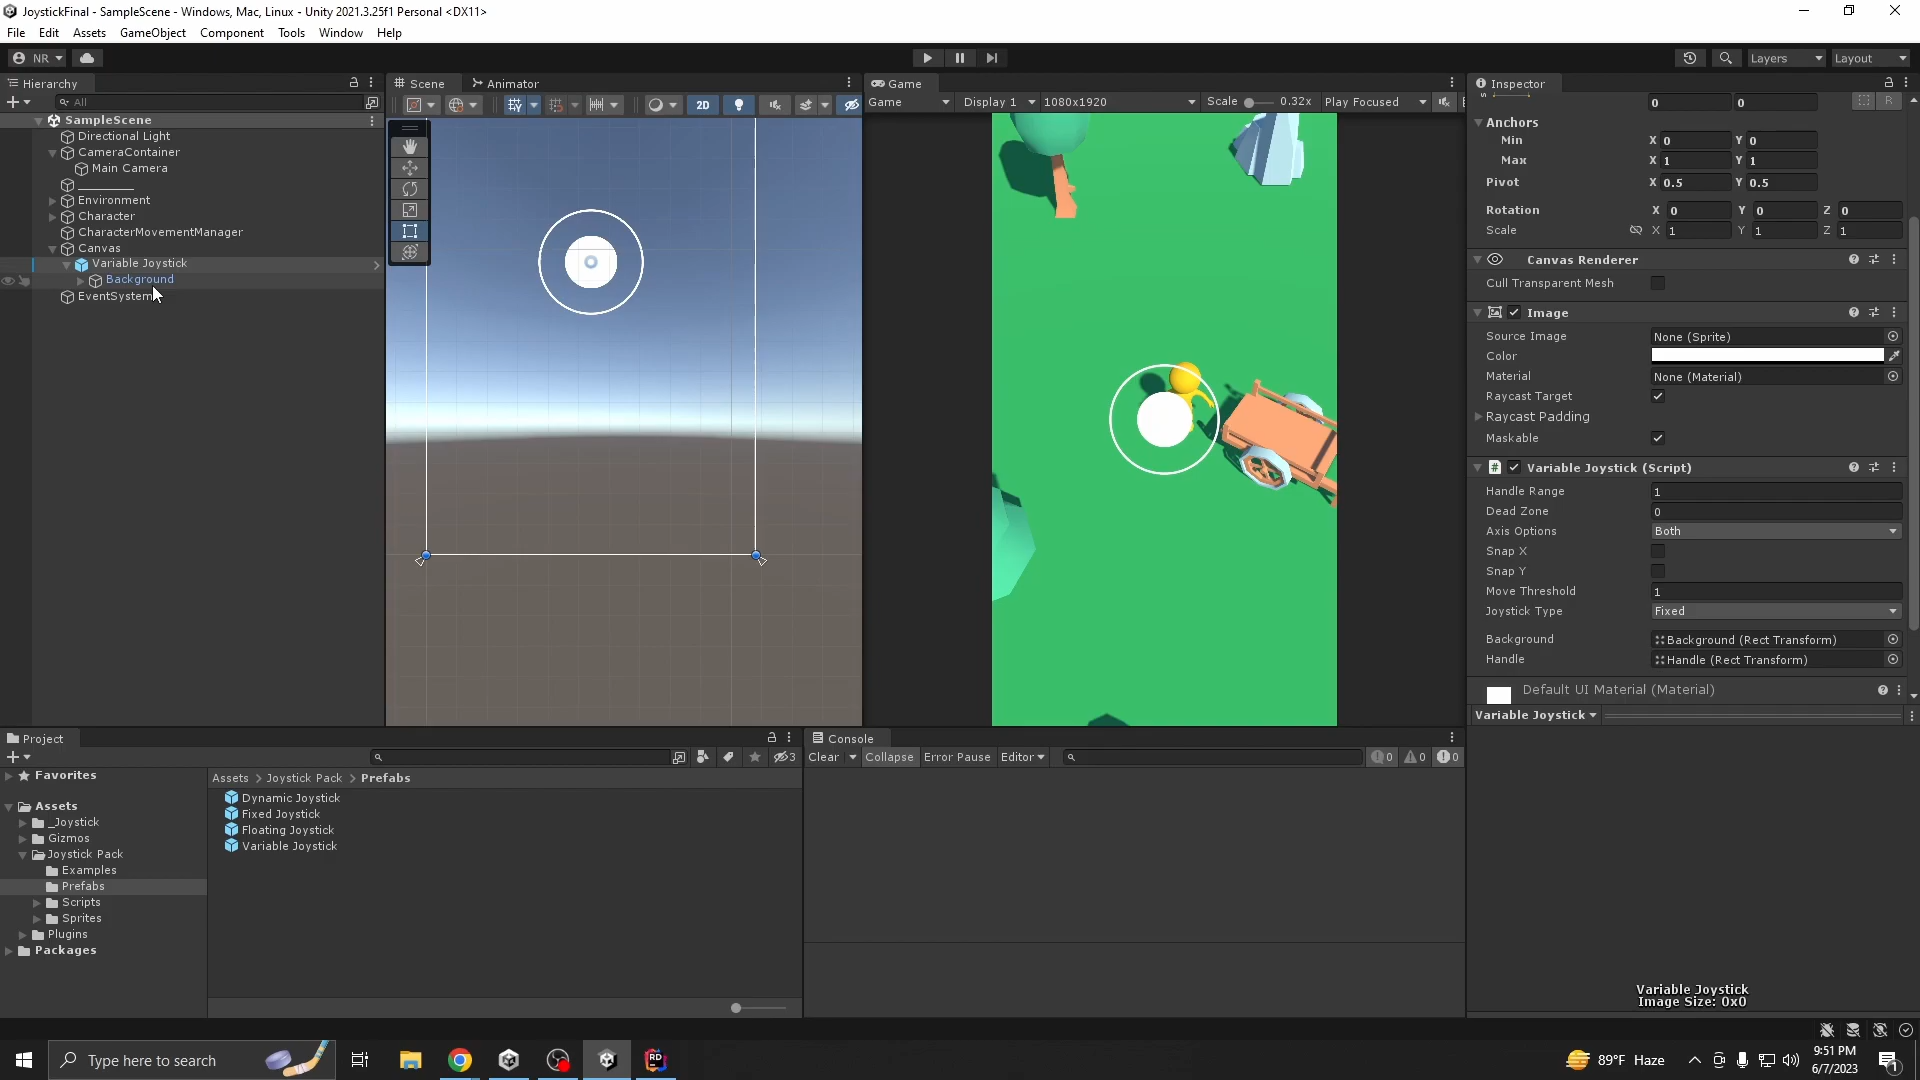 JoystickFinal - SampleScene - Windows, Mac, Linux - Unity 2021.3.25f1 Personal <DX11>
File Edit Assets GameObject Component Tools Window Help
NR Layers Layout
Hierarchy
All
SampleScene
Directional Light
CameraContainer
Main Camera
__________
Environment
Character
CharacterMovementManager
Canvas
Variable Joystick
Background
EventSystem
Scene Animator
2D
Game
Game Display 1 1080x1920 Scale 0.32x Play Focused
Inspector
0 0
Anchors
Min X 0 Y 0
Max X 1 Y 1
Pivot X 0.5 Y 0.5
Rotation X 0 Y 0 Z 0
Scale X 1 Y 1 Z 1
Canvas Renderer
Cull Transparent Mesh
Image
Source Image None (Sprite)
Color
Material None (Material)
Raycast Target
Raycast Padding
Maskable
Variable Joystick (Script)
Handle Range 1
Dead Zone 0
Axis Options Both
Snap X
Snap Y
Move Threshold 1
Joystick Type Fixed
Background Background (Rect Transform)
Handle Handle (Rect Transform)
Default UI Material (Material)
Variable Joystick
Variable Joystick
Image Size: 0x0
Project
3
Favorites
Assets
_Joystick
Gizmos
Joystick Pack
Examples
Prefabs
Scripts
Sprites
Plugins
Packages
Assets > Joystick Pack > Prefabs
Dynamic Joystick
Fixed Joystick
Floating Joystick
Variable Joystick
Console
Clear Collapse Error Pause Editor 0 0 0
Type here to search
RD
89°F Haze
9:51 PM
6/7/2023
1